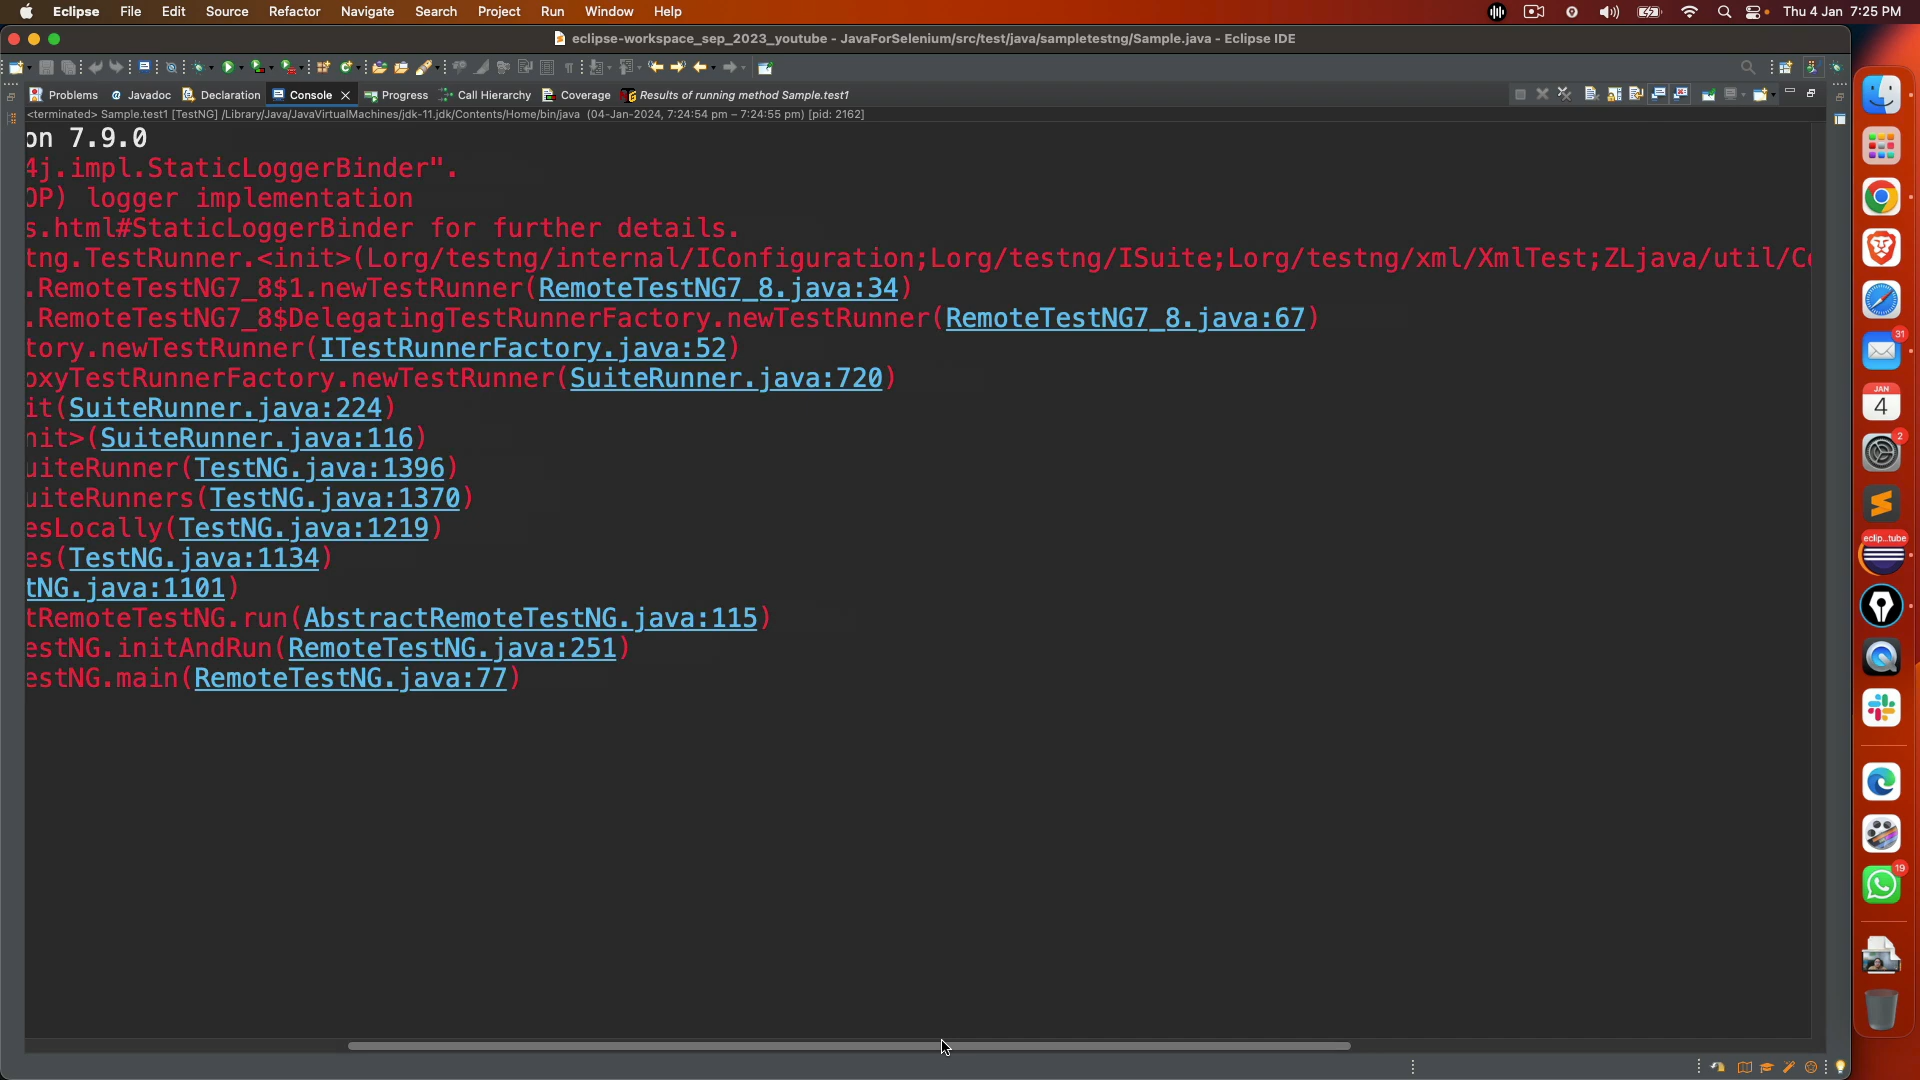 Eclipse File Edit Source Refactor Navigate Search Project Run Window Help Thu 4 Jan 7:25 PM
eclipse-workspace_sep_2023_youtube - JavaForSelenium/src/test/java/sampletestng/Sample.java - Eclipse IDE
Problems Javadoc Declaration Console Progress Call Hierarchy Coverage Results of running method Sample.test1
<terminated> Sample.test1 [TestNG] /Library/Java/JavaVirtualMachines/jdk-11.jdk/Contents/Home/bin/java (04-Jan-2024, 7:24:54 pm – 7:24:55 pm) [pid: 2162]
on 7.9.0
4j.impl.StaticLoggerBinder".
OP) logger implementation
s.html#StaticLoggerBinder for further details.
tng.TestRunner.<init>(Lorg/testng/internal/IConfiguration;Lorg/testng/ISuite;Lorg/testng/xml/XmlTest;ZLjava/util/Co
.RemoteTestNG7_8$1.newTestRunner(RemoteTestNG7_8.java:34)
.RemoteTestNG7_8$DelegatingTestRunnerFactory.newTestRunner(RemoteTestNG7_8.java:67)
tory.newTestRunner(ITestRunnerFactory.java:52)
oxyTestRunnerFactory.newTestRunner(SuiteRunner.java:720)
it(SuiteRunner.java:224)
nit>(SuiteRunner.java:116)
uiteRunner(TestNG.java:1396)
uiteRunners(TestNG.java:1370)
esLocally(TestNG.java:1219)
es(TestNG.java:1134)
tNG.java:1101)
tRemoteTestNG.run(AbstractRemoteTestNG.java:115)
estNG.initAndRun(RemoteTestNG.java:251)
estNG.main(RemoteTestNG.java:77)
31
JAN
4
2
eclip...tube
19